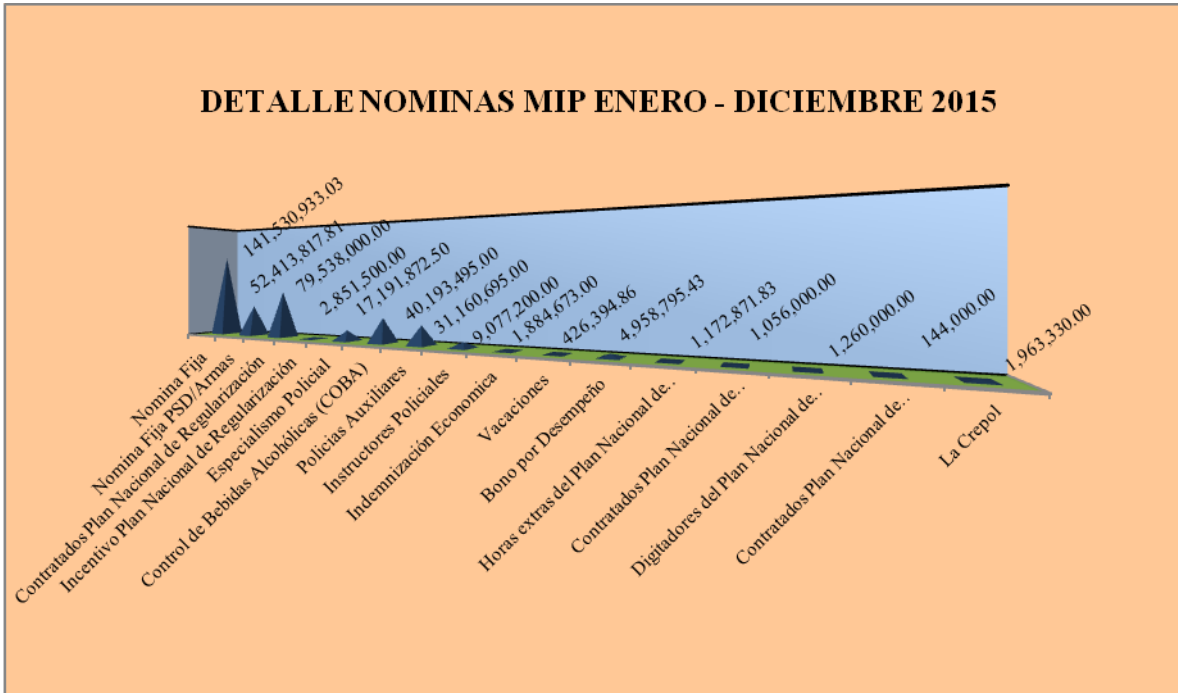 DETALLE NOMINAS MIP ENERO - DICIEMBRE 2015
141,530,933.03
52,413,817.81
79,538,000.00
2,851,500.00
17,191,872.50
40,193,495.00
31,160,695.00
9,077,200.00
1,884,673.00
426,394.86
4,958,795.43
1,172,871.83
1,056,000.00
1,260,000.00
144,000.00
1,963,330.00
Nomina Fija
Nomina Fija PSD/Armas
Contratados Plan Nacional de Regularización
Incentivo Plan Nacional de Regularización
Especialismo Policial
Control de Bebidas Alcohólicas (COBA)
Policias Auxiliares
Instructores Policiales
Indemnización Economica
Vacaciones
Bono por Desempeño
Horas extras del Plan Nacional de...
Contratados Plan Nacional de...
Digitadores del Plan Nacional de...
Contratados Plan Nacional de...
La Crepol